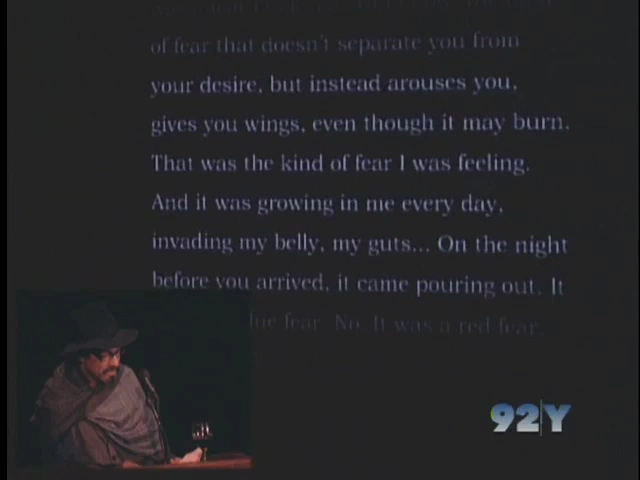 of fear that doesn't separate you from
your desire, but instead arouses you,
gives you wings, even though it may burn.
That was the kind of fear I was feeling.
And it was growing in me every day,
invading my belly, my guts... On the night
before you arrived, it came pouring out. It
blue fear. No. It was a red fear.
92Y